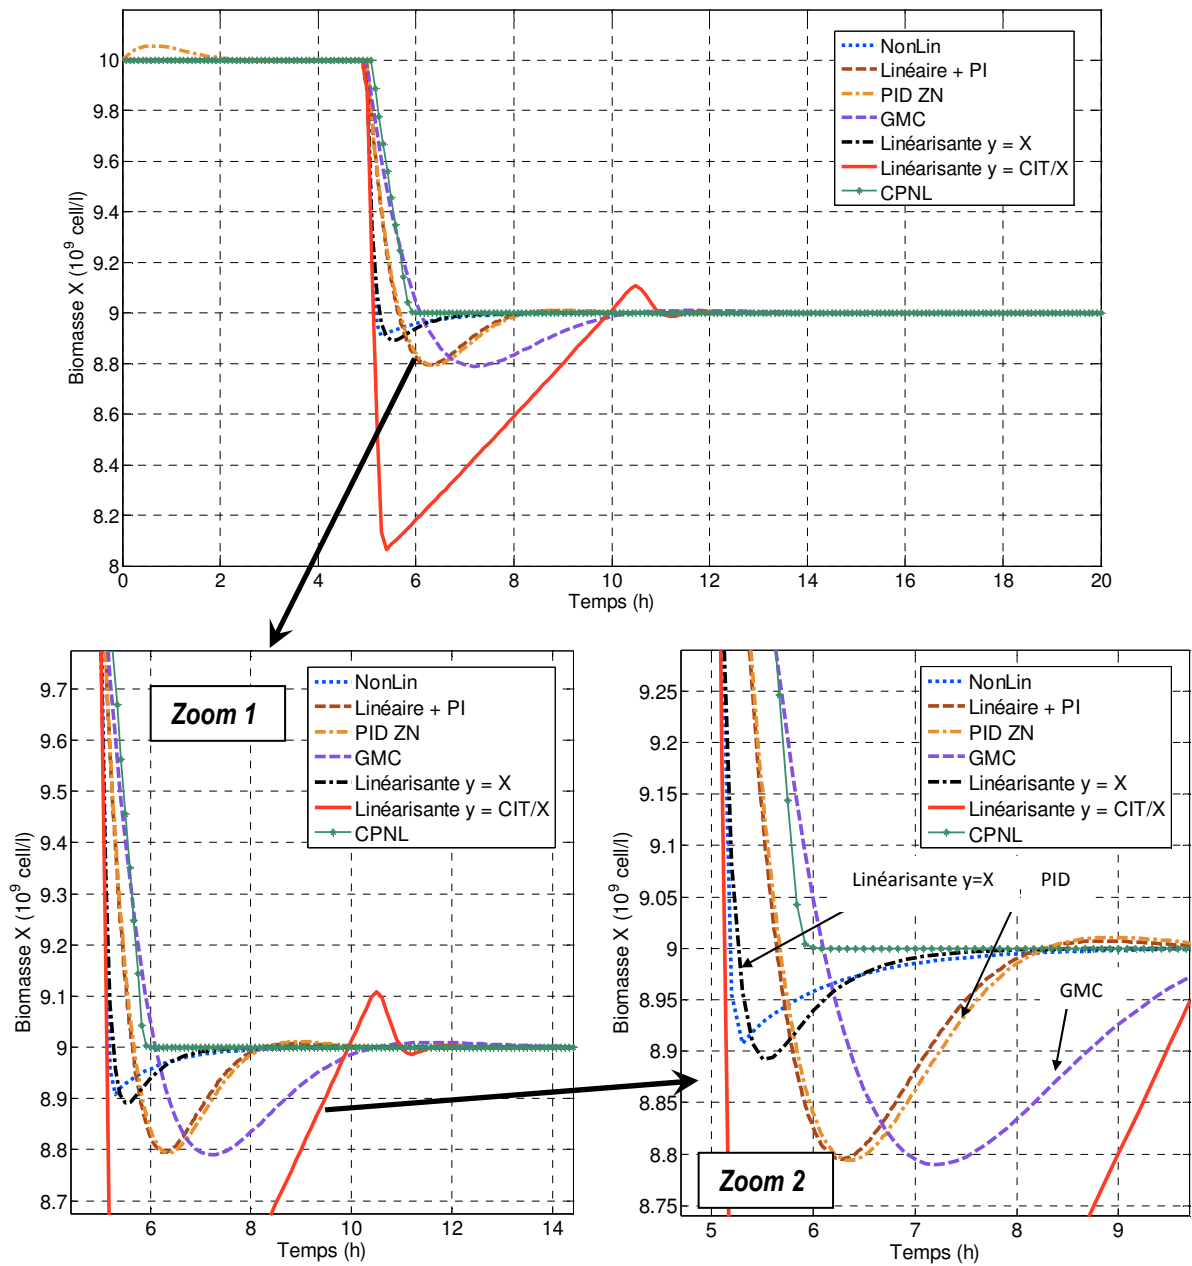 10
9.8
9.6
9.4
9.2
9
8.8
8.6
8.4
8.2
8
Biomasse X (10^9 cell/l)
0 2 4 6 8 10 12 14 16 18 20
Temps (h)
NonLin
Linéaire + PI
PID ZN
GMC
Linéarisante y = X
Linéarisante y = CIT/X
CPNL
9.7
9.6
9.5
9.4
9.3
9.2
9.1
9
8.9
8.8
8.7
Biomasse X (10^9 cell/l)
6 8 10 12 14
Temps (h)
Zoom 1
NonLin
Linéaire + PI
PID ZN
GMC
Linéarisante y = X
Linéarisante y = CIT/X
CPNL
9.25
9.2
9.15
9.1
9.05
9
8.95
8.9
8.85
8.8
8.75
Biomasse X (10^9 cell/l)
5 6 7 8 9
Temps (h)
NonLin
Linéaire + PI
PID ZN
GMC
Linéarisante y = X
Linéarisante y = CIT/X
CPNL
Linéarisante y=X
PID
GMC
Zoom 2